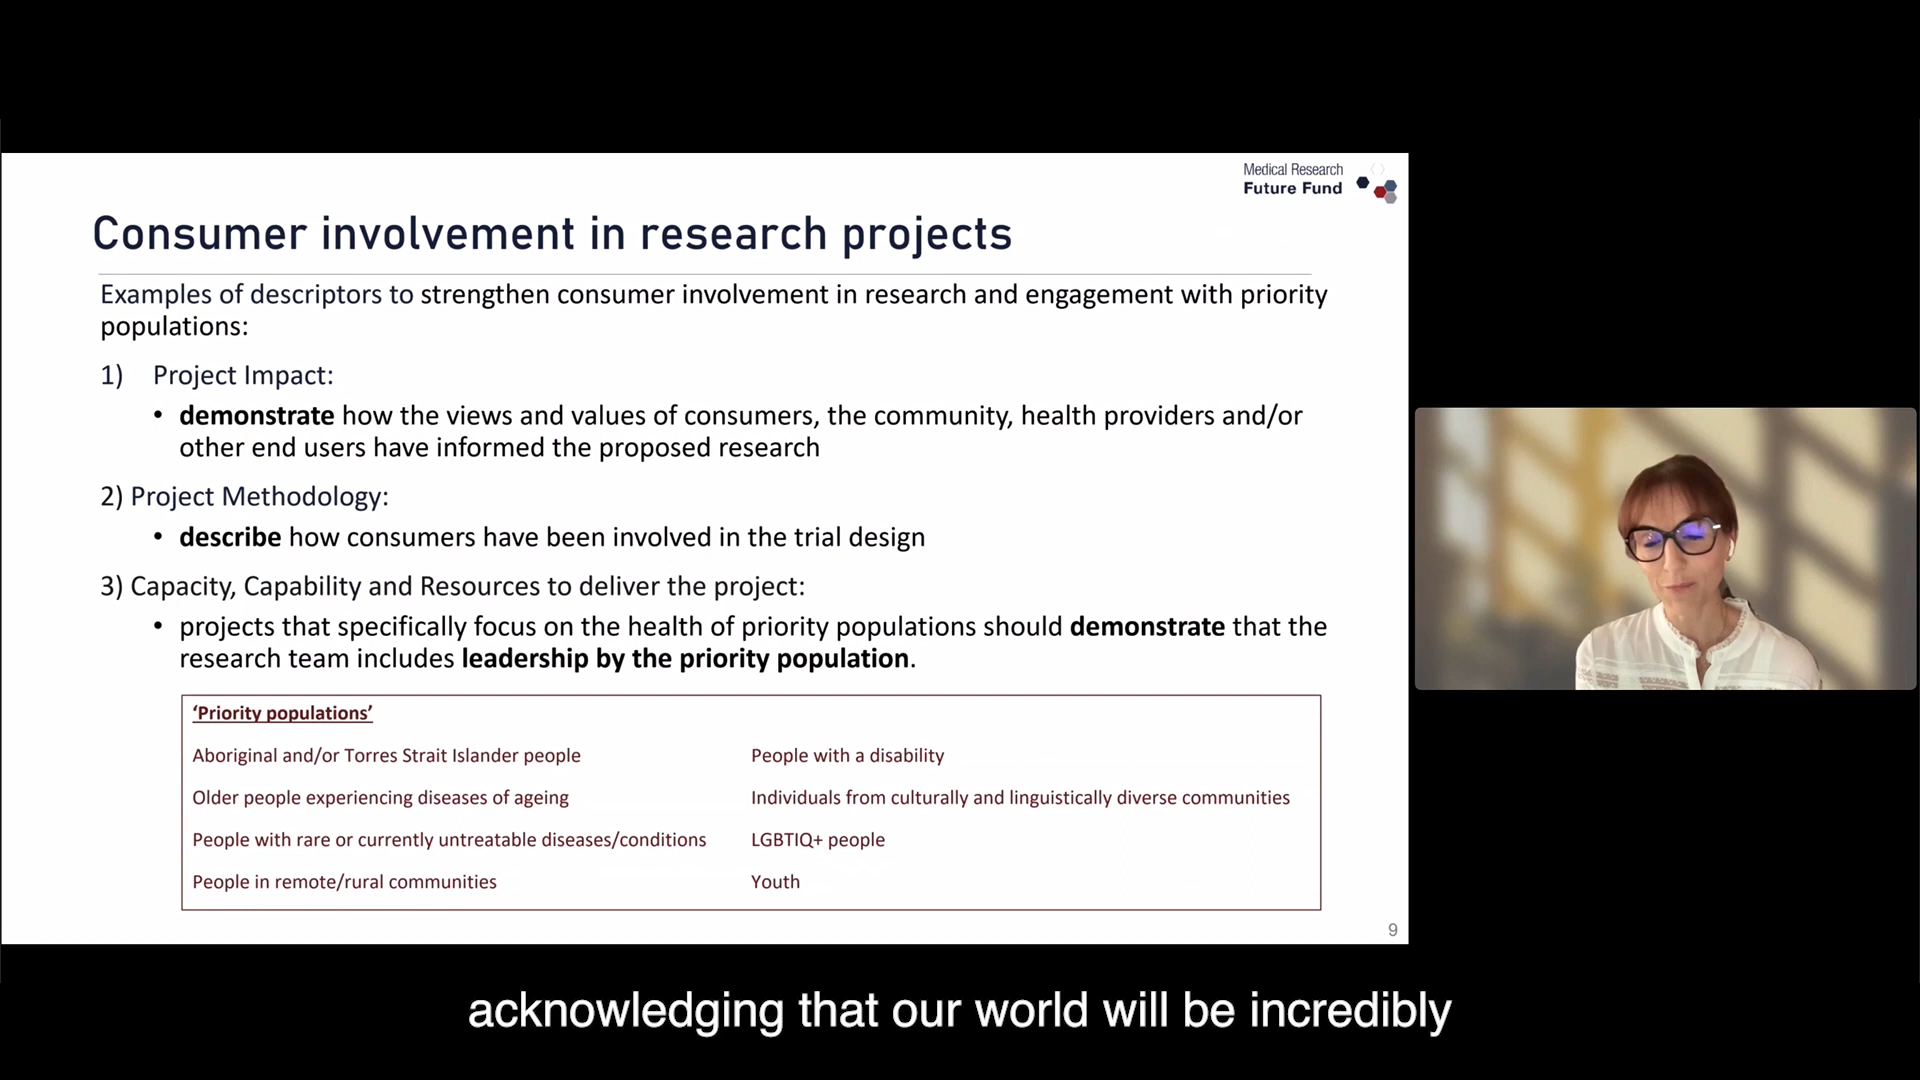 Medical Research
Future Fund
Consumer involvement in research projects
Examples of descriptors to strengthen consumer involvement in research and engagement with priority
populations:
1) Project Impact:
• demonstrate how the views and values of consumers, the community, health providers and/or
other end users have informed the proposed research
2) Project Methodology:
• describe how consumers have been involved in the trial design
3) Capacity, Capability and Resources to deliver the project:
• projects that specifically focus on the health of priority populations should demonstrate that the
research team includes leadership by the priority population.
‘Priority populations’
Aboriginal and/or Torres Strait Islander people
People with a disability
Older people experiencing diseases of ageing
Individuals from culturally and linguistically diverse communities
People with rare or currently untreatable diseases/conditions
LGBTIQ+ people
People in remote/rural communities
Youth
9
acknowledging that our world will be incredibly